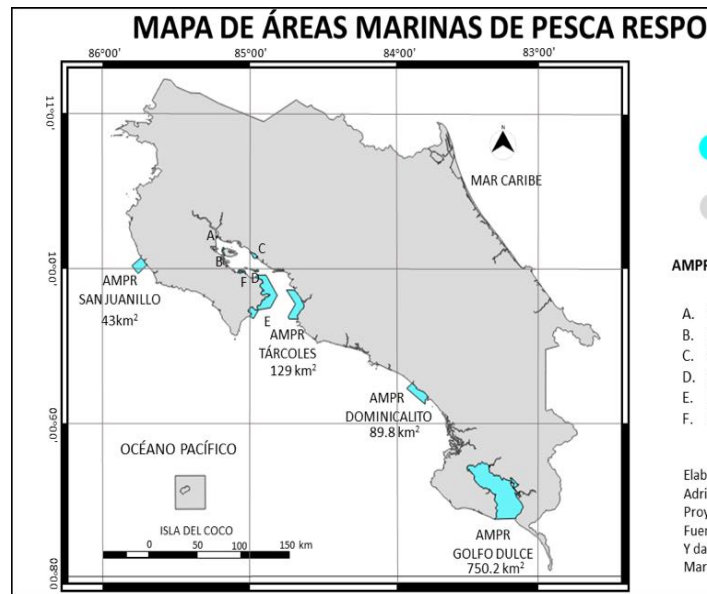 MAPA DE ÁREAS MARINAS DE PESCA RESPO
86°00' 85°00' 84°00' 83°00'
11°0.0'
10°00'
09°00'
08°00'
N
MAR CARIBE
A
B
C
D
F
E
AMPR
SAN JUANILLO
43km²
AMPR
TÁRCOLES
129 km²
AMPR
DOMINICALITO
89.8 km²
OCÉANO PACÍFICO
ISLA DEL COCO
0 50 100 150 km
AMPR
GOLFO DULCE
750.2 km²
AMPR
A.
B.
C.
D.
E.
F.
Elab
Adri
Proy
Fuen
Y da
Mar